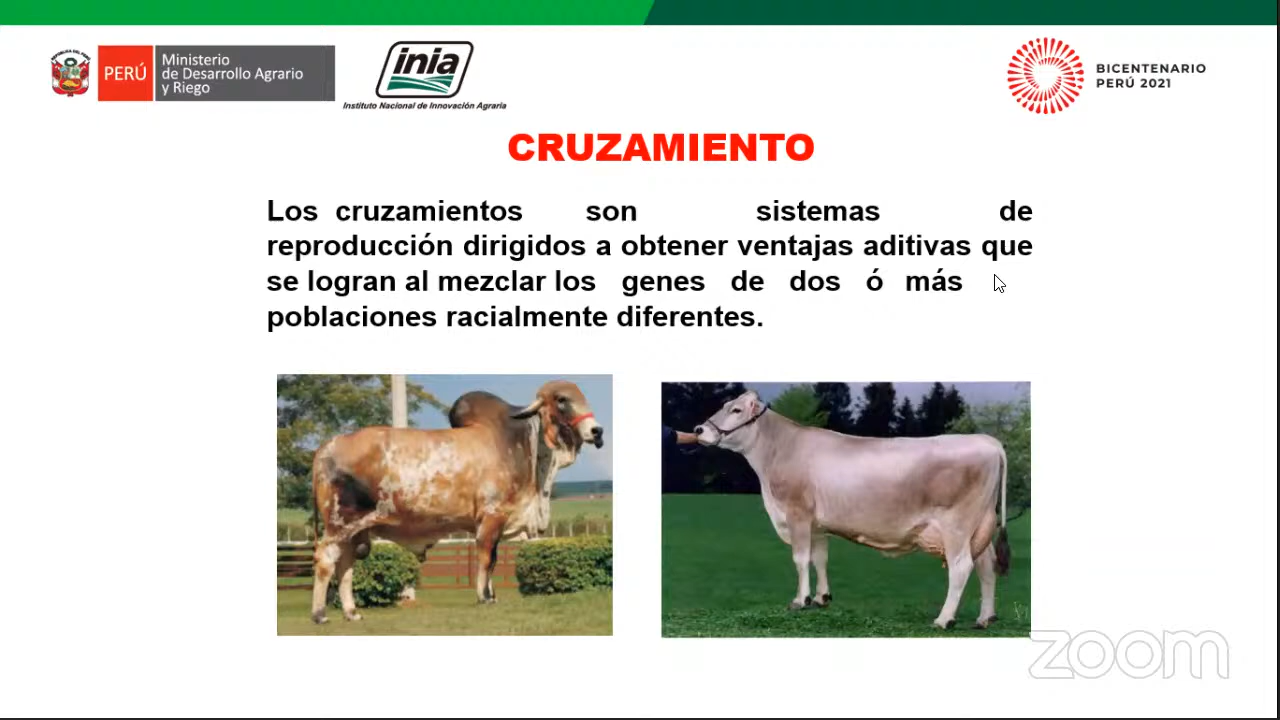 PERÚ
Ministerio
de Desarrollo Agrario
y Riego
inia
Instituto Nacional de Innovación Agraria
BICENTENARIO
PERÚ 2021
CRUZAMIENTO
Los cruzamientos son sistemas de
reproducción dirigidos a obtener ventajas aditivas que
se logran al mezclar los genes de dos ó más
poblaciones racialmente diferentes.
zoom